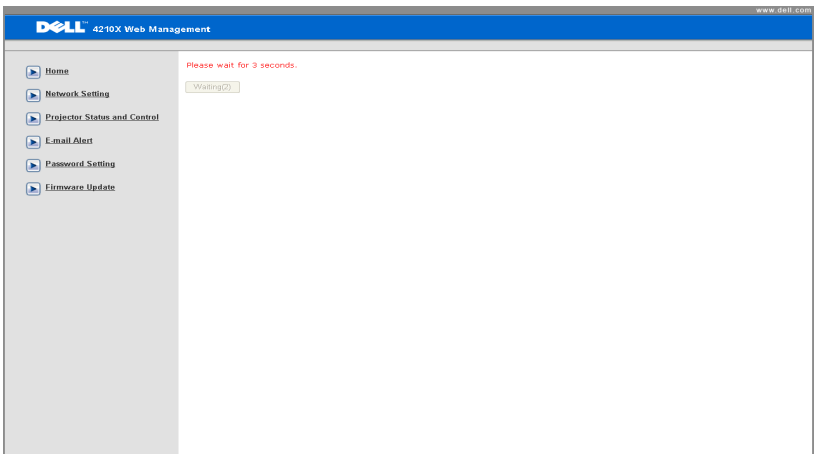 www.dell.com
DELL™ 4210X Web Management
Home
Network Setting
Projector Status and Control
E-mail Alert
Password Setting
Firmware Update
Please wait for 3 seconds.
Waiting(2)